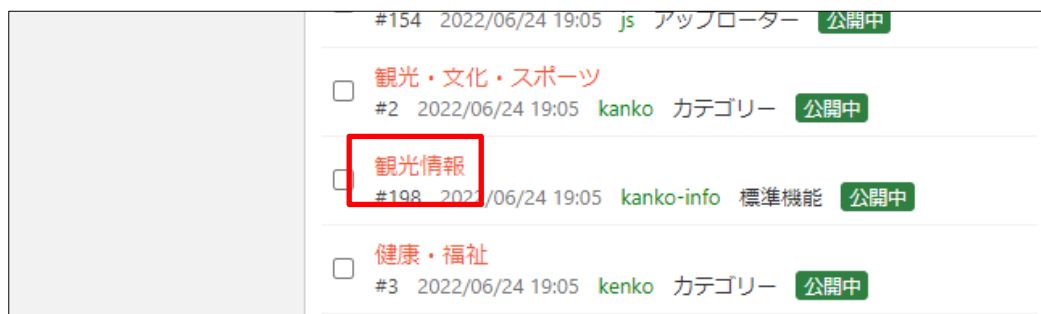 #154 2022/06/24 19:05 js アップローダー 公開中
観光・文化・スポーツ
#2 2022/06/24 19:05 kanko カテゴリー 公開中
観光情報
#198 2022/06/24 19:05 kanko-info 標準機能 公開中
健康・福祉
#3 2022/06/24 19:05 kenko カテゴリー 公開中